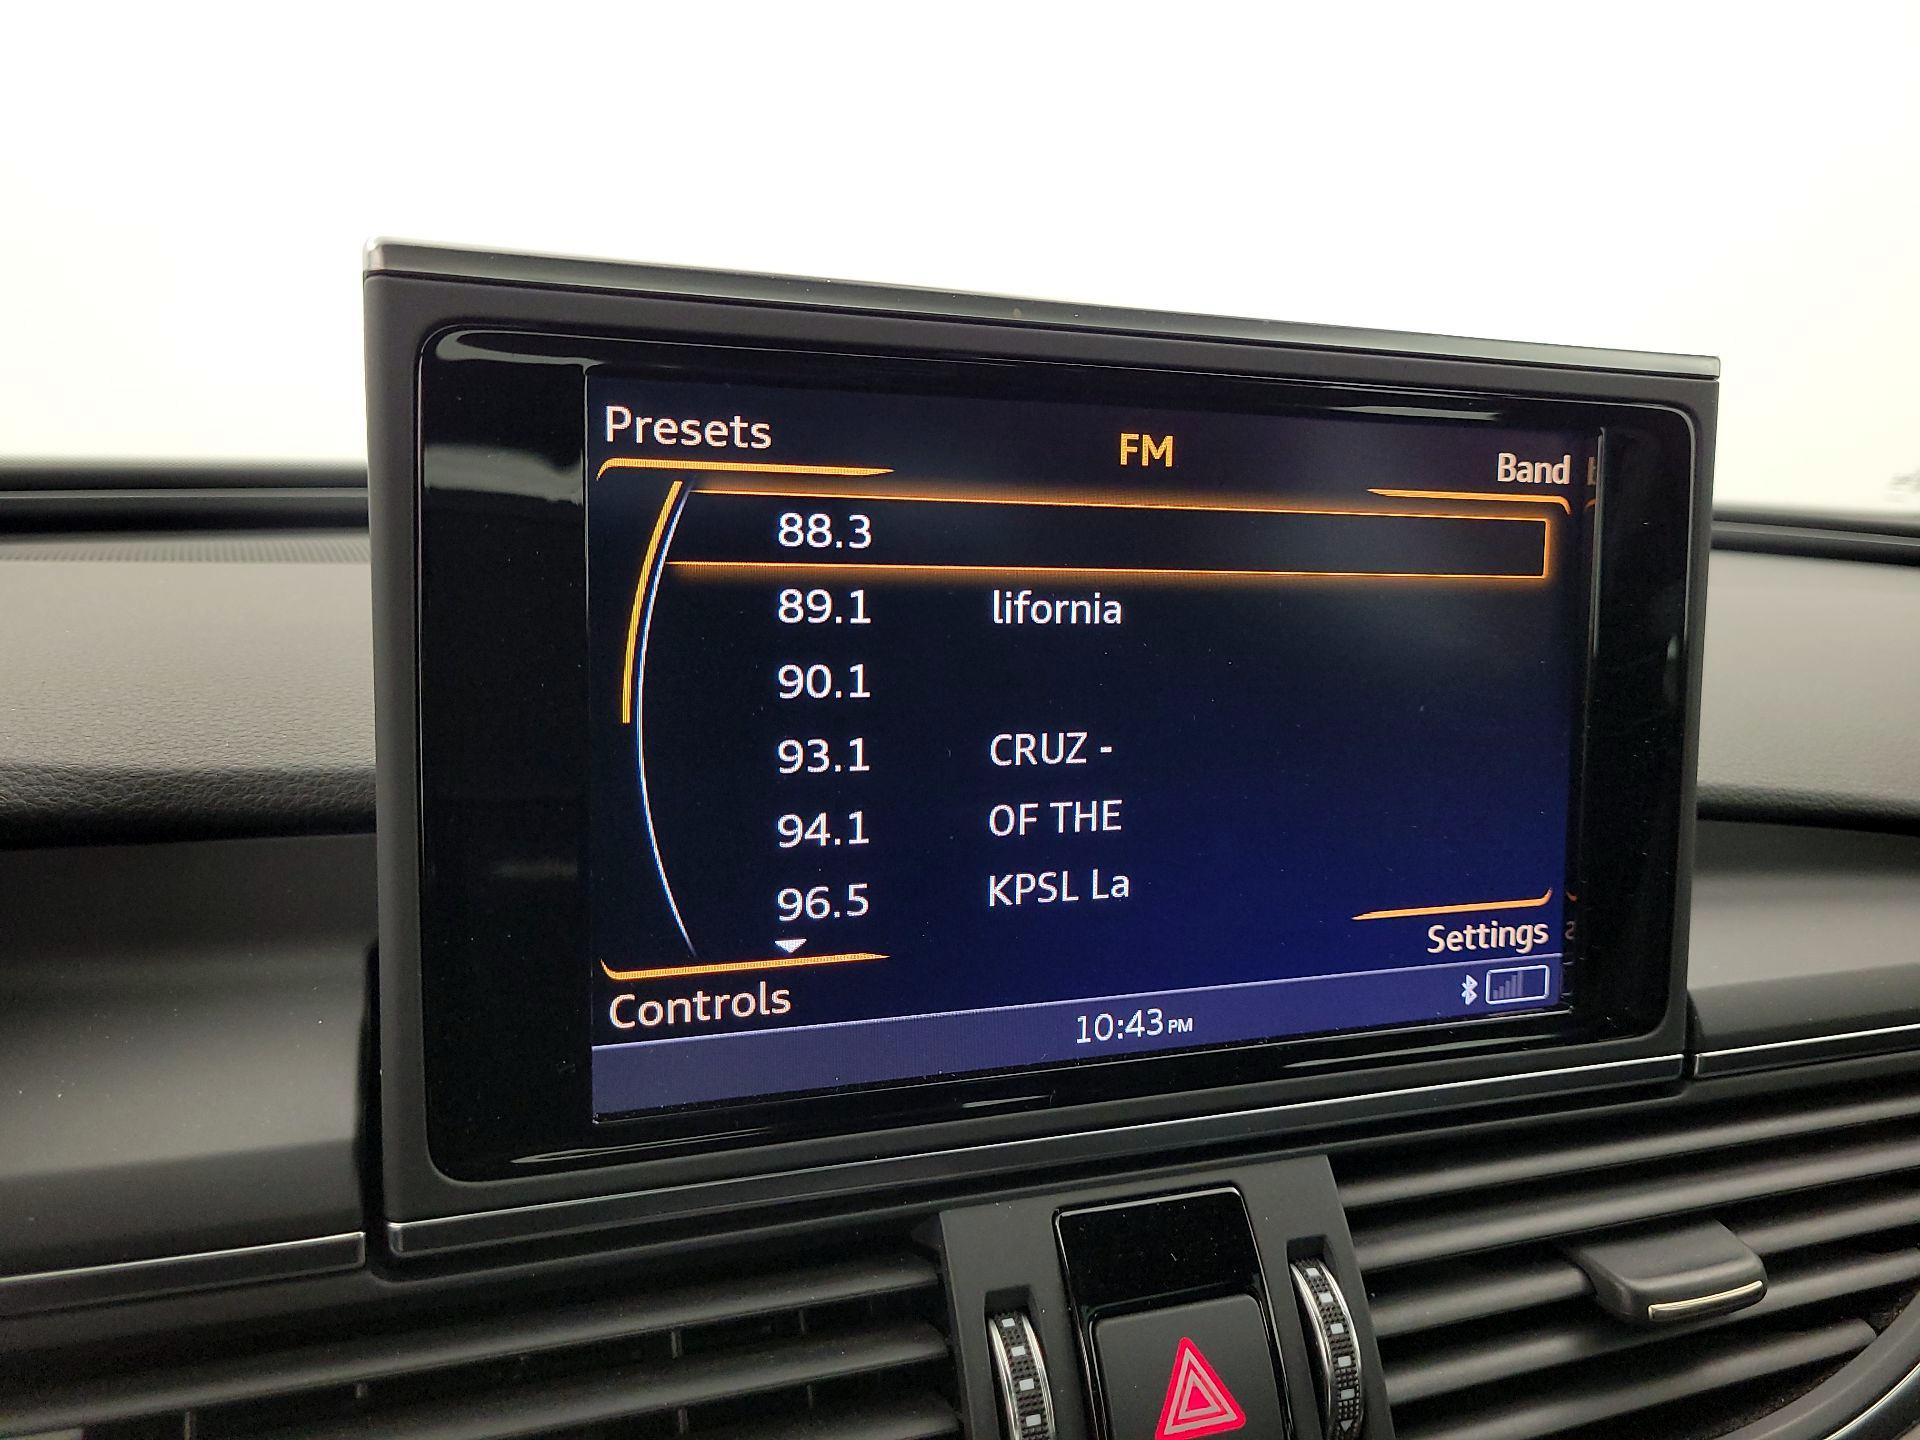 Presets
FM
Band
88.3
89.1 lifornia
90.1
93.1 CRUZ -
94.1 OF THE
96.5 KPSL La
Settings
Controls
10:43 PM